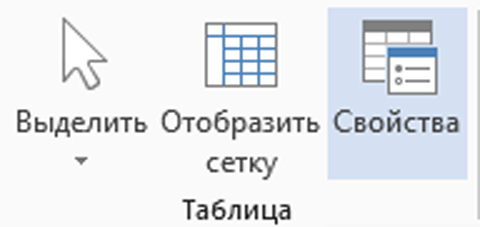 Выделить Отобразить Свойства
сетку
Таблица